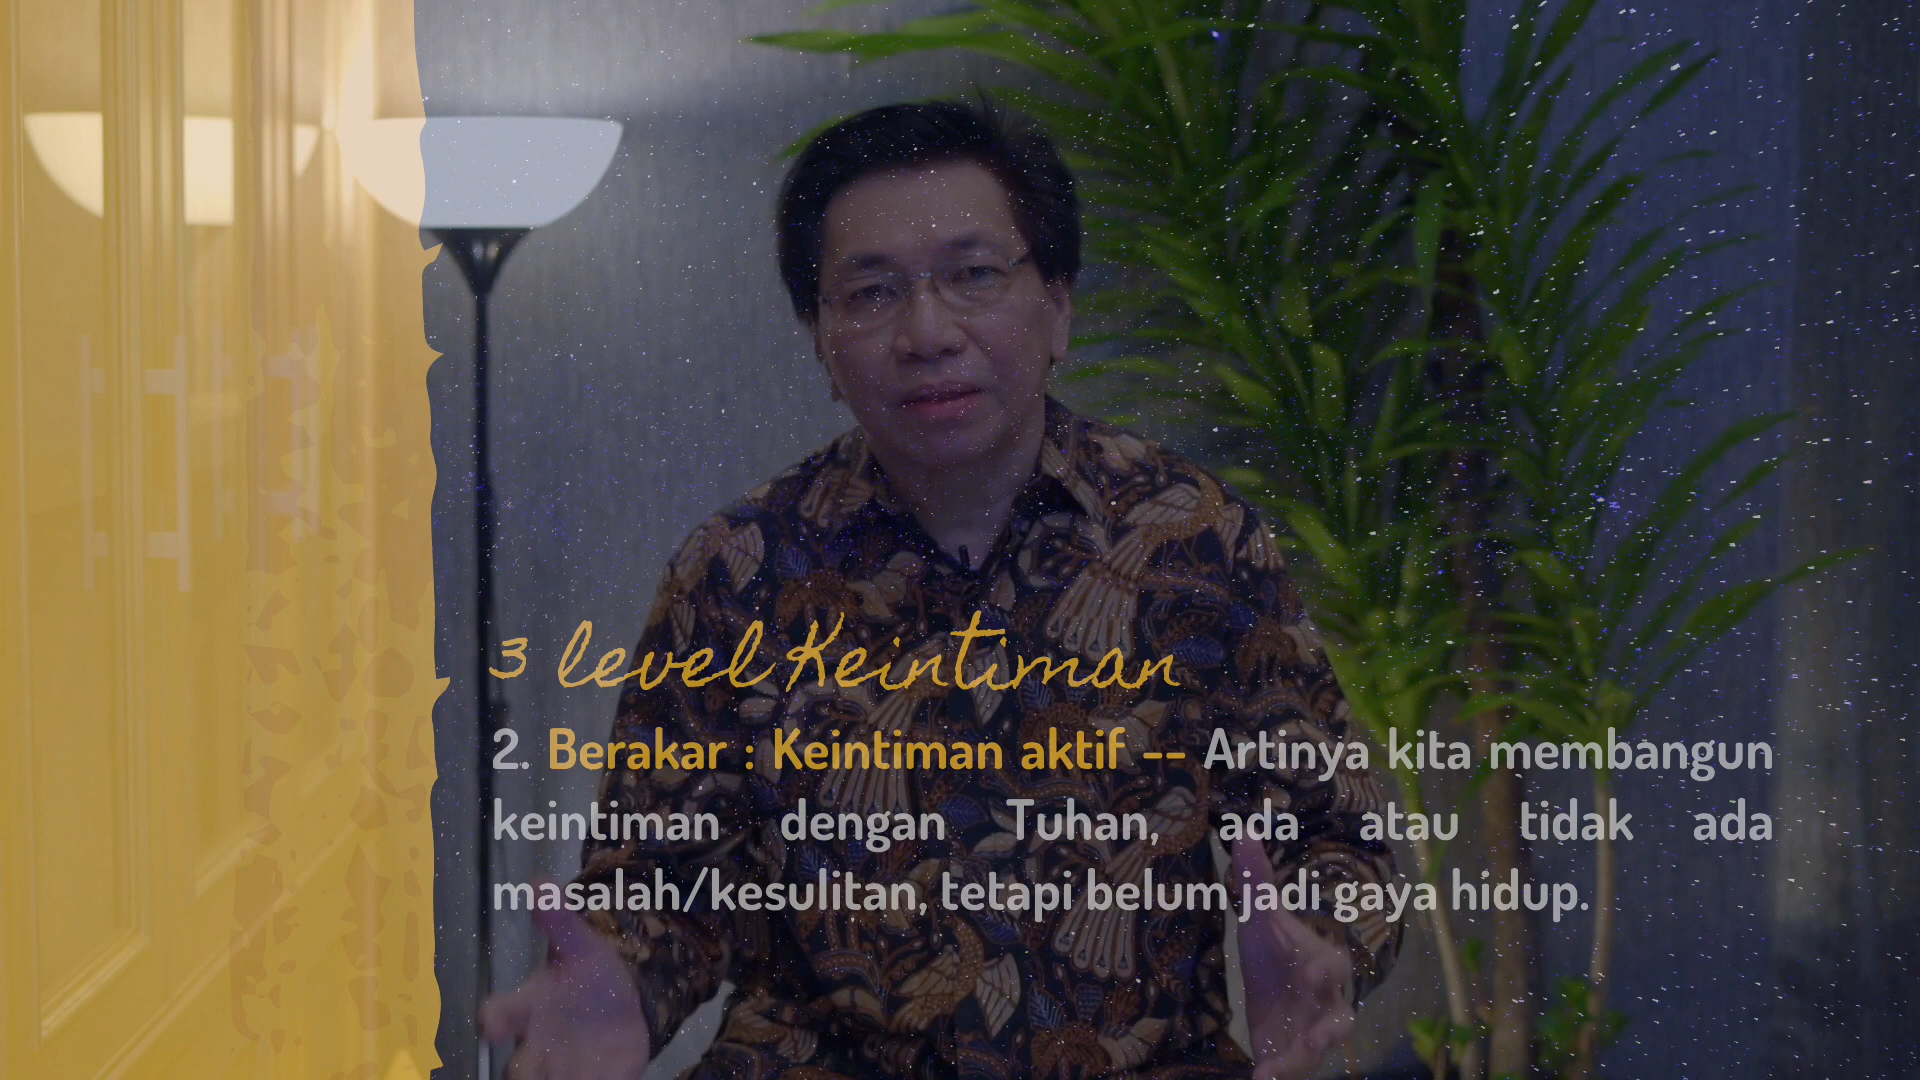 3 level Keintiman
2. Berakar : Keintiman aktif -- Artinya kita membangun
keintiman dengan Tuhan, ada atau tidak ada
masalah/kesulitan, tetapi belum jadi gaya hidup.